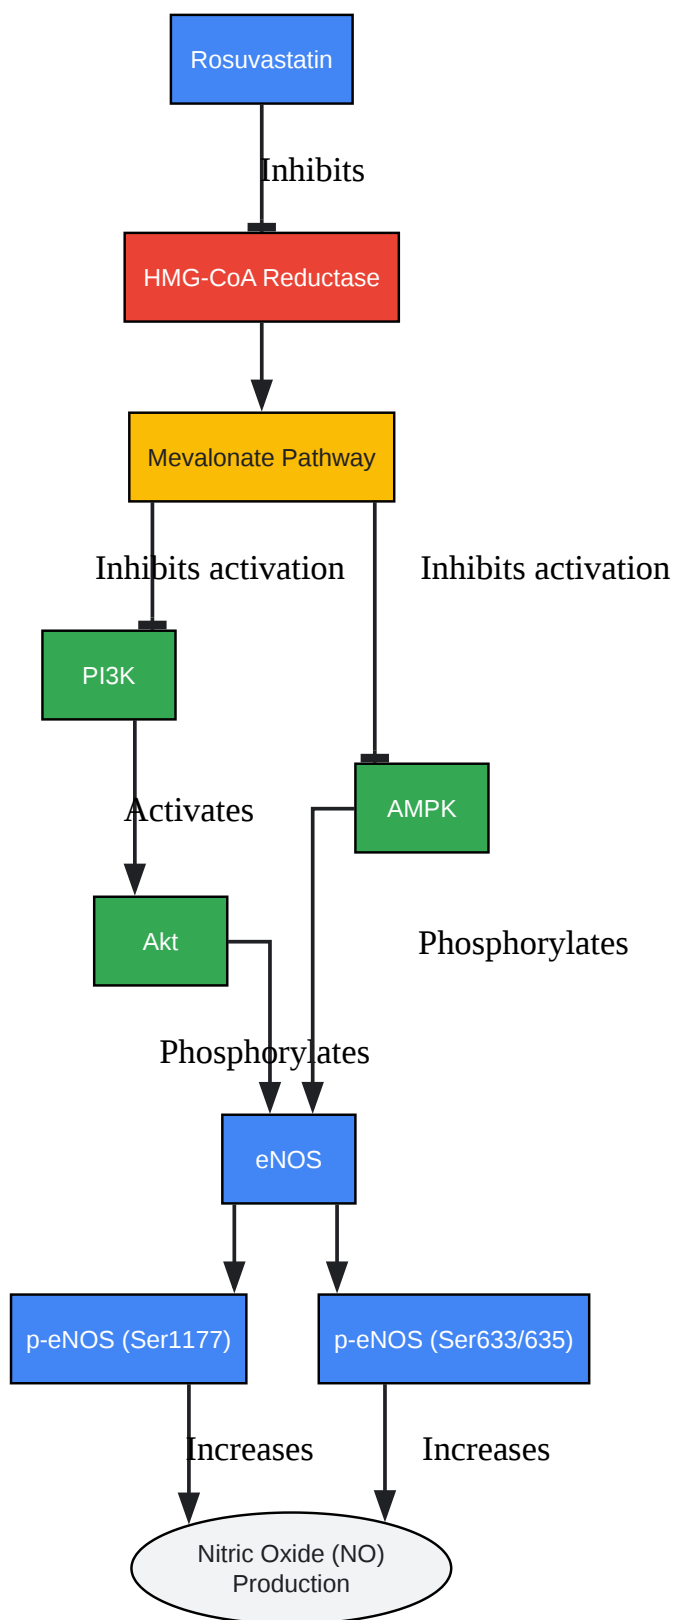 Rosuvastatin
Inhibits
HMG-CoA Reductase
Mevalonate Pathway
Inhibits activation
Inhibits activation
PI3K
Activates
AMPK
Akt
Phosphorylates
Phosphorylates
eNOS
p-eNOS (Ser1177)
p-eNOS (Ser633/635)
Increases
Increases
Nitric Oxide (NO)
Production